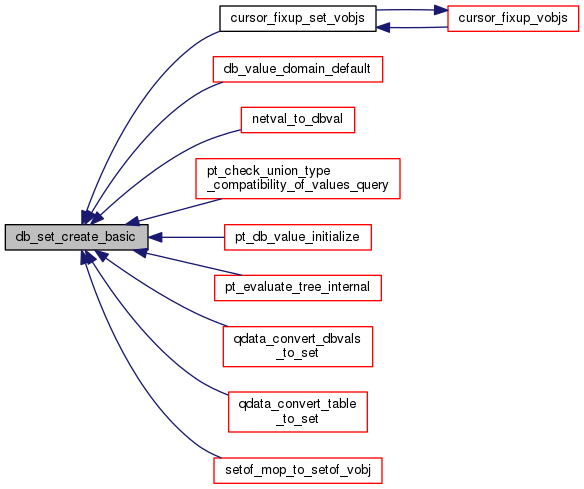 cursor_fixup_set_vobjs
cursor_fixup_vobjs
db_value_domain_default
netval_to_dbval
pt_check_union_type
_compatibility_of_values_query
db_set_create_basic
pt_db_value_initialize
pt_evaluate_tree_internal
qdata_convert_dbvals
_to_set
qdata_convert_table
_to_set
setof_mop_to_setof_vobj